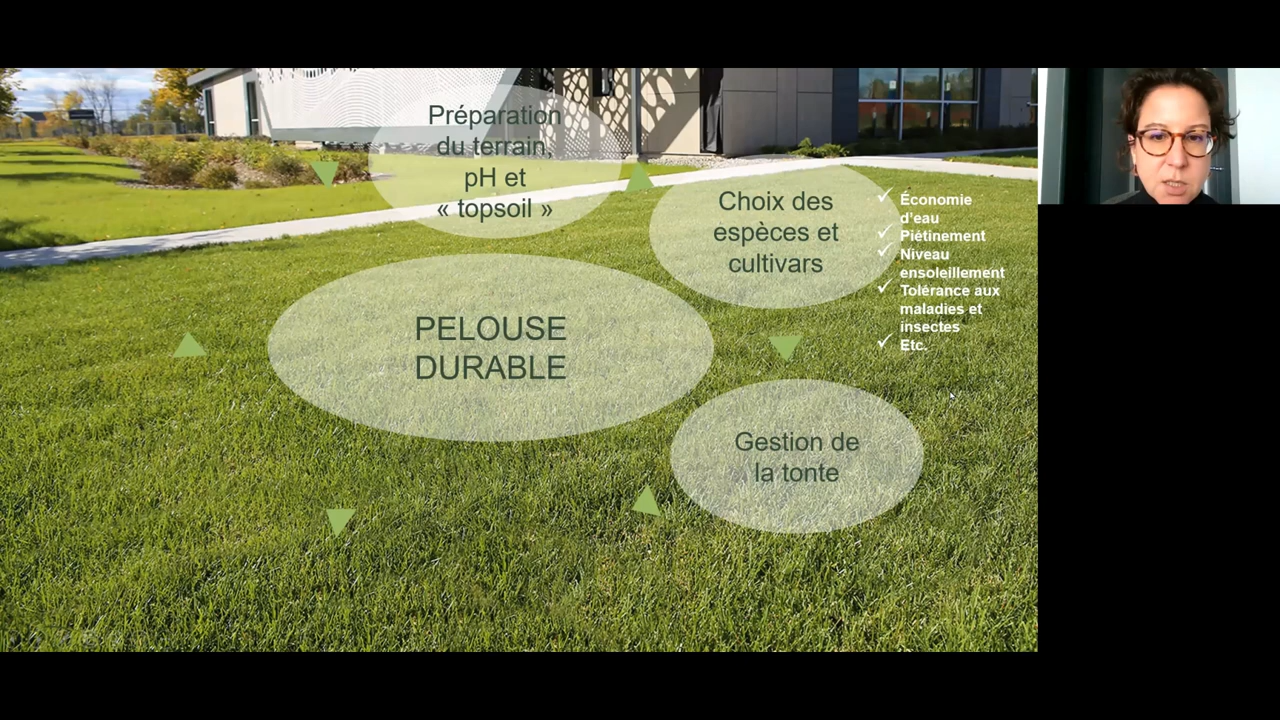 Préparation
du terrain,
pH et
« topsoil »
Choix des
espèces et
cultivars
Économie
d'eau
Piétinement
Niveau
ensoleillement
Tolérance aux
maladies et
insectes
Etc.
PELOUSE
DURABLE
Gestion de
la tonte